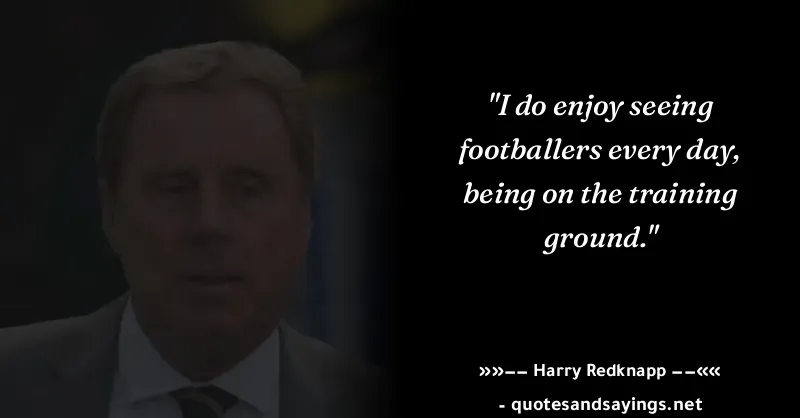 "I do enjoy seeing
footballers every day,
being on the training
ground."
»»−− Harry Redknapp −−««
- quotesandsayings.net